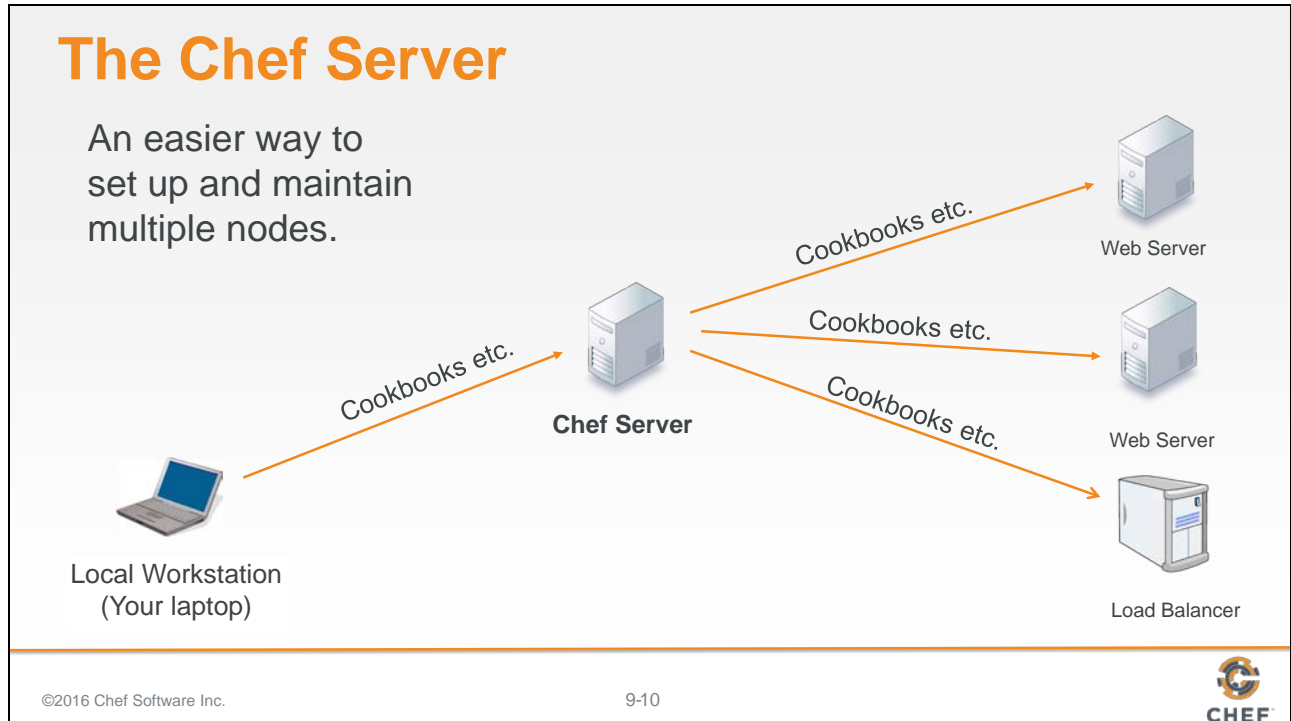 The Chef Server
An easier way to
set up and maintain
multiple nodes.
Cookbooks etc.
Web Server
Cookbooks etc.
Cookbooks etc.
Chef Server
Cookbooks etc.
Web Server
Local Workstation
(Your laptop)
Load Balancer
©2016 Chef Software Inc.
9-10
CHEF